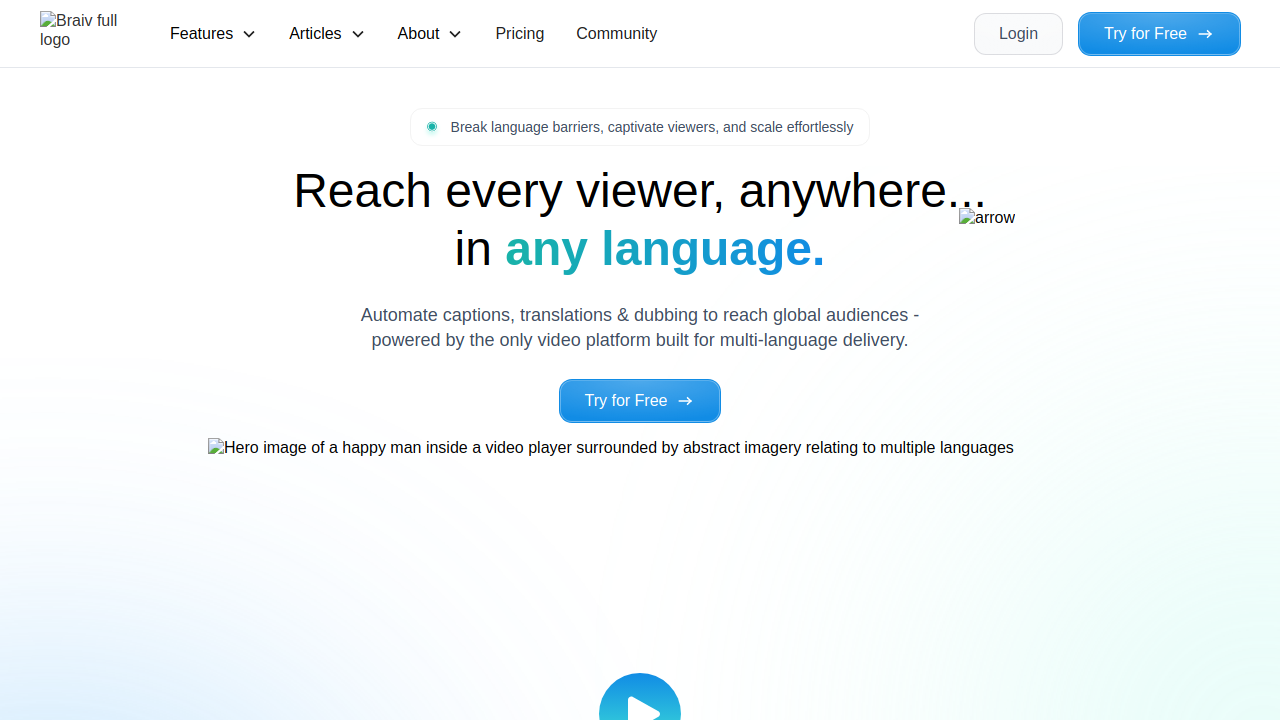 Braiv full
logo
Features
Articles
About
Pricing
Community
Login
Try for Free
Break language barriers, captivate viewers, and scale effortlessly
Reach every viewer, anywhere...
arrow
in any language.
Automate captions, translations & dubbing to reach global audiences -
powered by the only video platform built for multi-language delivery.
Try for Free
Hero image of a happy man inside a video player surrounded by abstract imagery relating to multiple languages